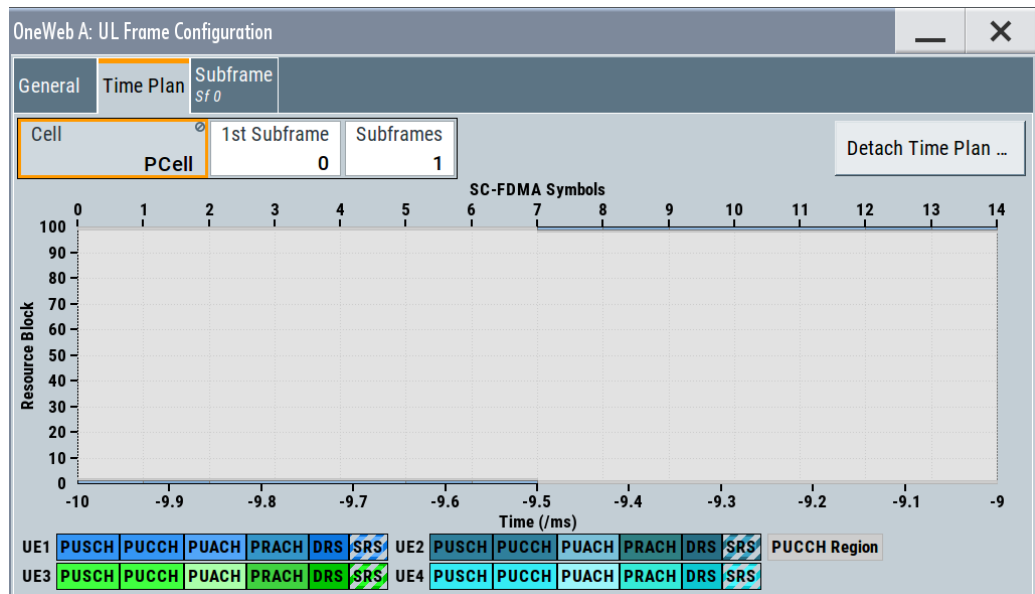 OneWeb A: UL Frame Configuration
General Time Plan Subframe
Sf 0
Cell 1st Subframe Subframes
PCell 0 1
Detach Time Plan ...
SC-FDMA Symbols
0 1 2 3 4 5 6 7 8 9 10 11 12 13 14
100
90
80
70
60
50
40
30
20
10
0
Resource Block
-10 -9.9 -9.8 -9.7 -9.6 -9.5 -9.4 -9.3 -9.2 -9.1 -9
Time (/ms)
UE1 PUSCH PUCCH PUACH PRACH DRS SRS UE2 PUSCH PUCCH PUACH PRACH DRS SRS PUCCH Region
UE3 PUSCH PUCCH PUACH PRACH DRS SRS UE4 PUSCH PUCCH PUACH PRACH DRS SRS